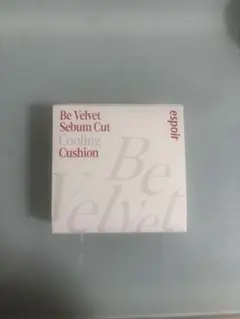 Be Velvet
Sebum Cut
Cooling
Cushion
espoir
Be
Velvet